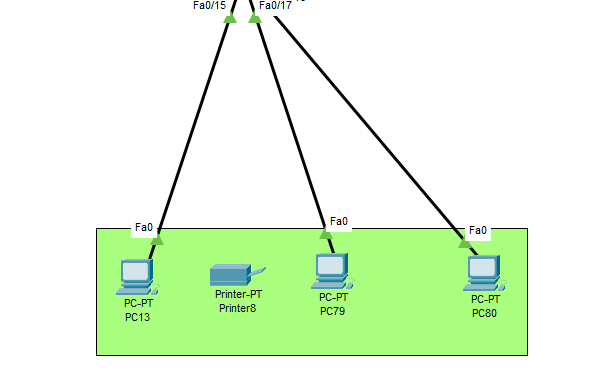 Fa0/15
Fa0/17
Fa0
Fa0
Fa0
PC-PT
PC13
Printer-PT
Printer8
PC-PT
PC79
PC-PT
PC80